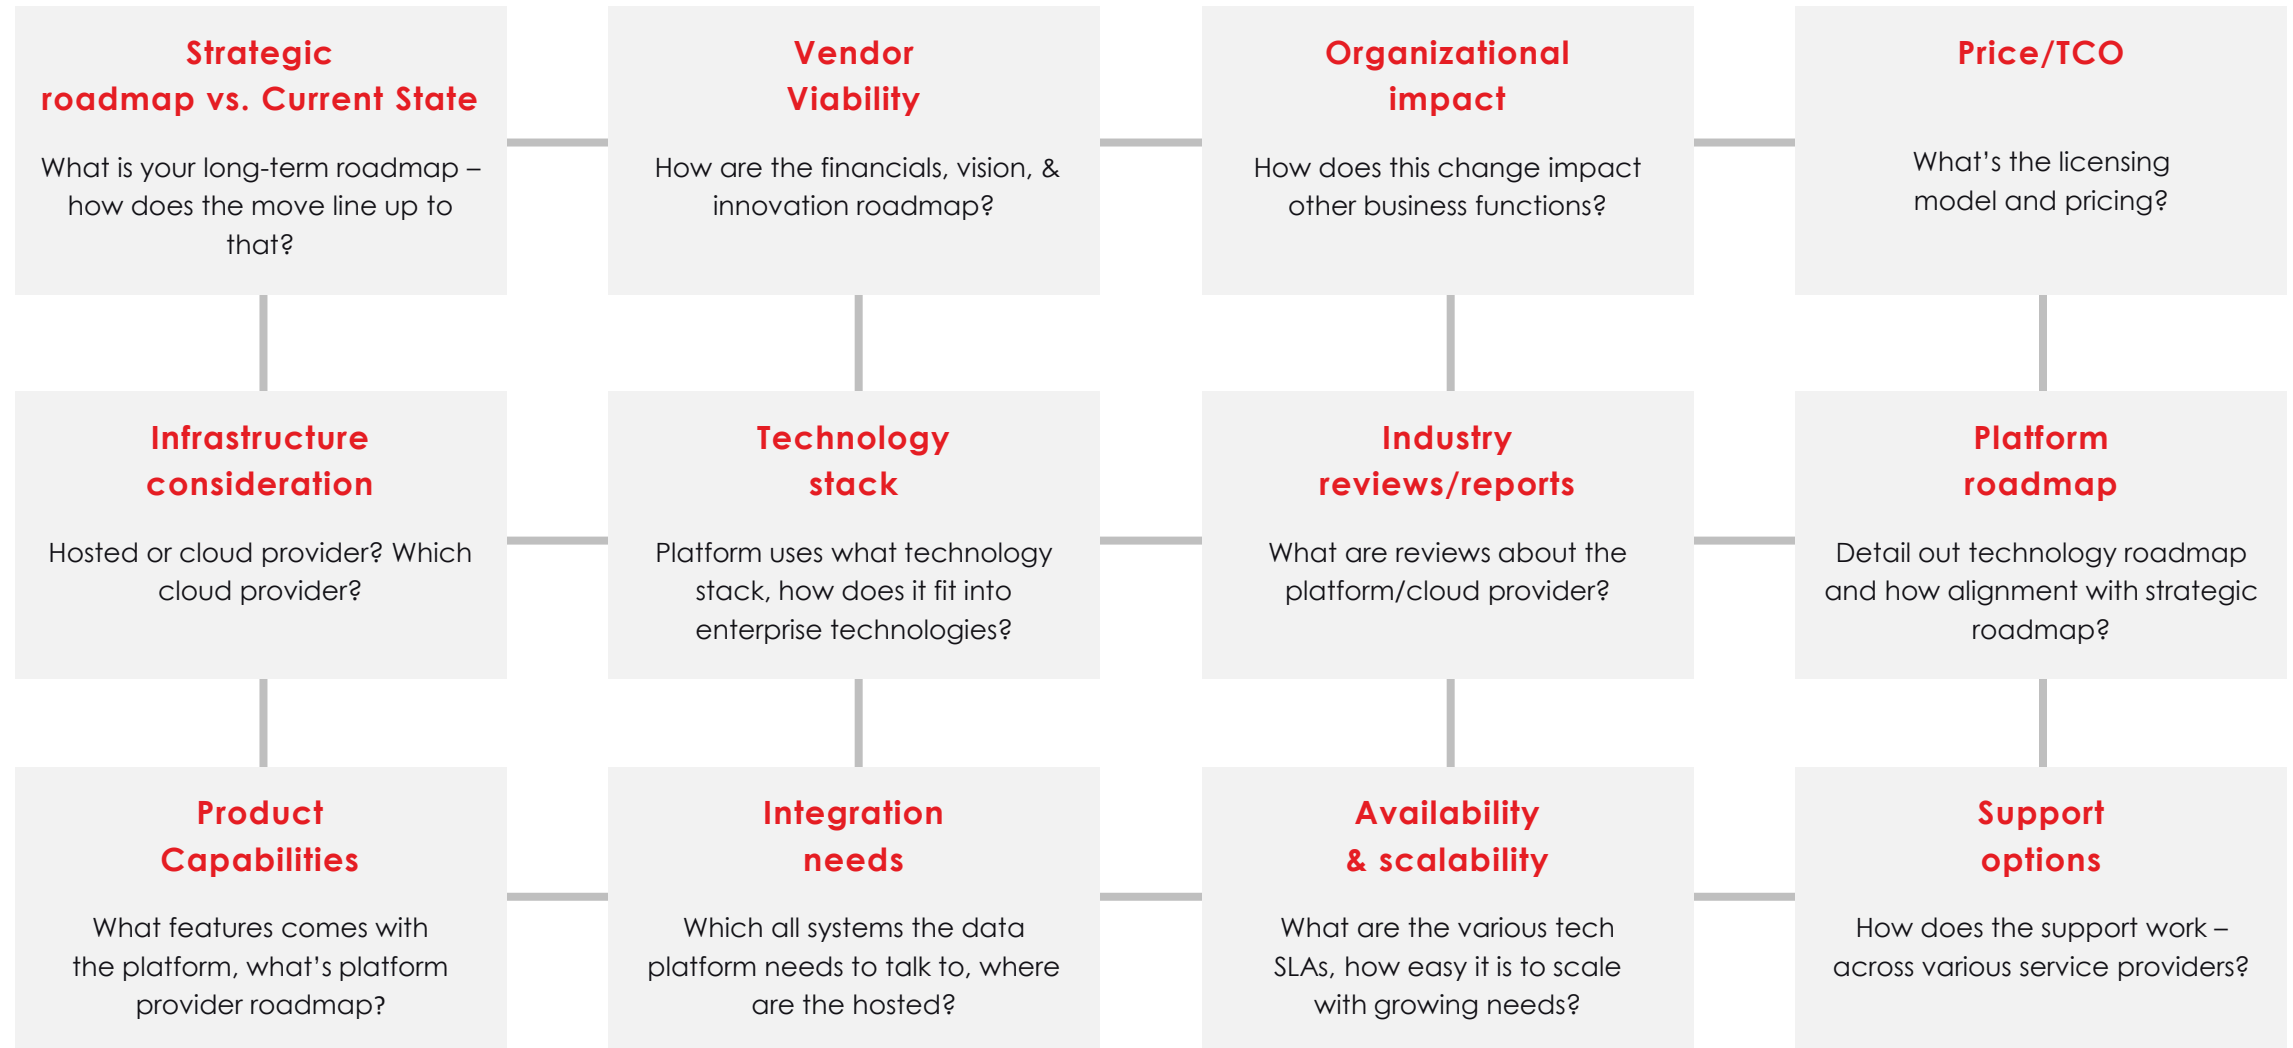 Strategic
roadmap vs. Current State
What is your long-term roadmap –
how does the move line up to
that?
Vendor
Viability
How are the financials, vision, &
innovation roadmap?
Organizational
impact
How does this change impact
other business functions?
Price/TCO
What’s the licensing
model and pricing?
Infrastructure
consideration
Hosted or cloud provider? Which
cloud provider?
Technology
stack
Platform uses what technology
stack, how does it fit into
enterprise technologies?
Industry
reviews/reports
What are reviews about the
platform/cloud provider?
Platform
roadmap
Detail out technology roadmap
and how alignment with strategic
roadmap?
Product
Capabilities
What features comes with
the platform, what’s platform
provider roadmap?
Integration
needs
Which all systems the data
platform needs to talk to, where
are the hosted?
Availability
& scalability
What are the various tech
SLAs, how easy it is to scale
with growing needs?
Support
options
How does the support work –
across various service providers?